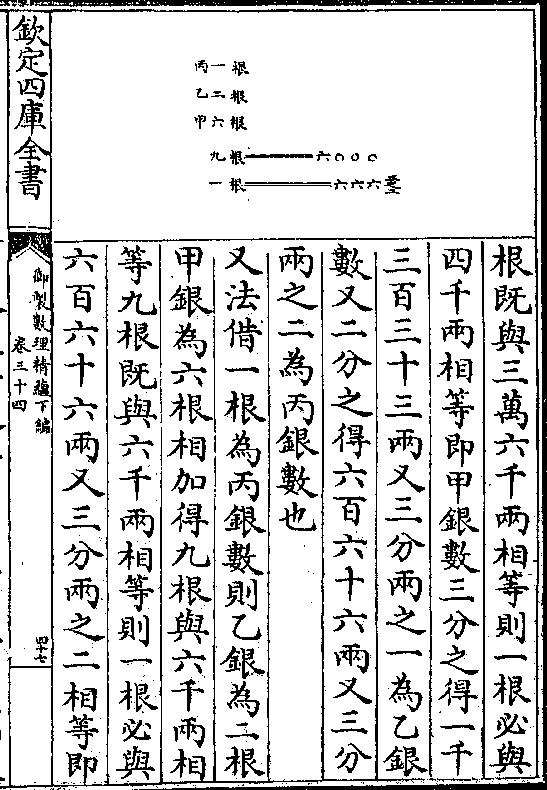 丙一根
乙二根
甲六根
九根 六〇〇〇
一根 六六六
根既與三萬六千兩相等則一根必與
四千兩相等即甲銀數三分之得一千
三百三十三兩又三分兩之一為乙銀
數又二分之得六百六十六兩又三分
兩之二為丙銀數也
又法借一根為丙銀數則乙銀為二根
甲銀為六根相加得九根與六千兩相
等九根既與六千兩相等則一根必與
六百六十六兩又三分兩之二相等即
欽定四庫全書
御製數理精蘊下編
卷三十四
四十七